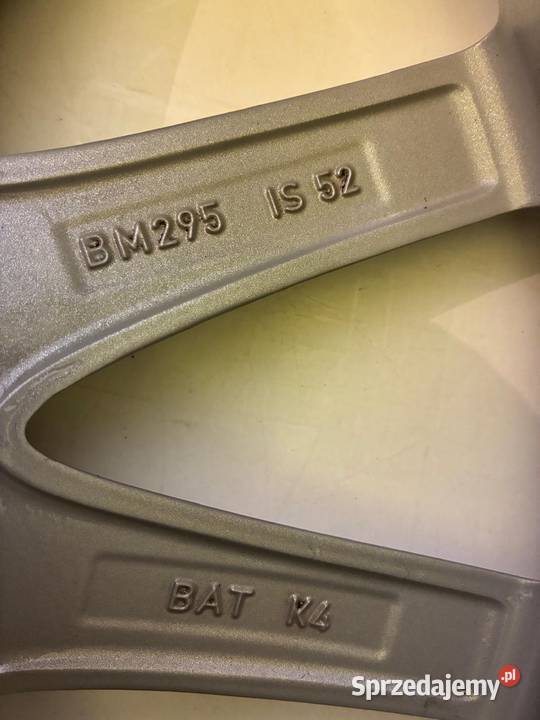 BM295 IS 52
BAT K4
Sprzedajemy.pl